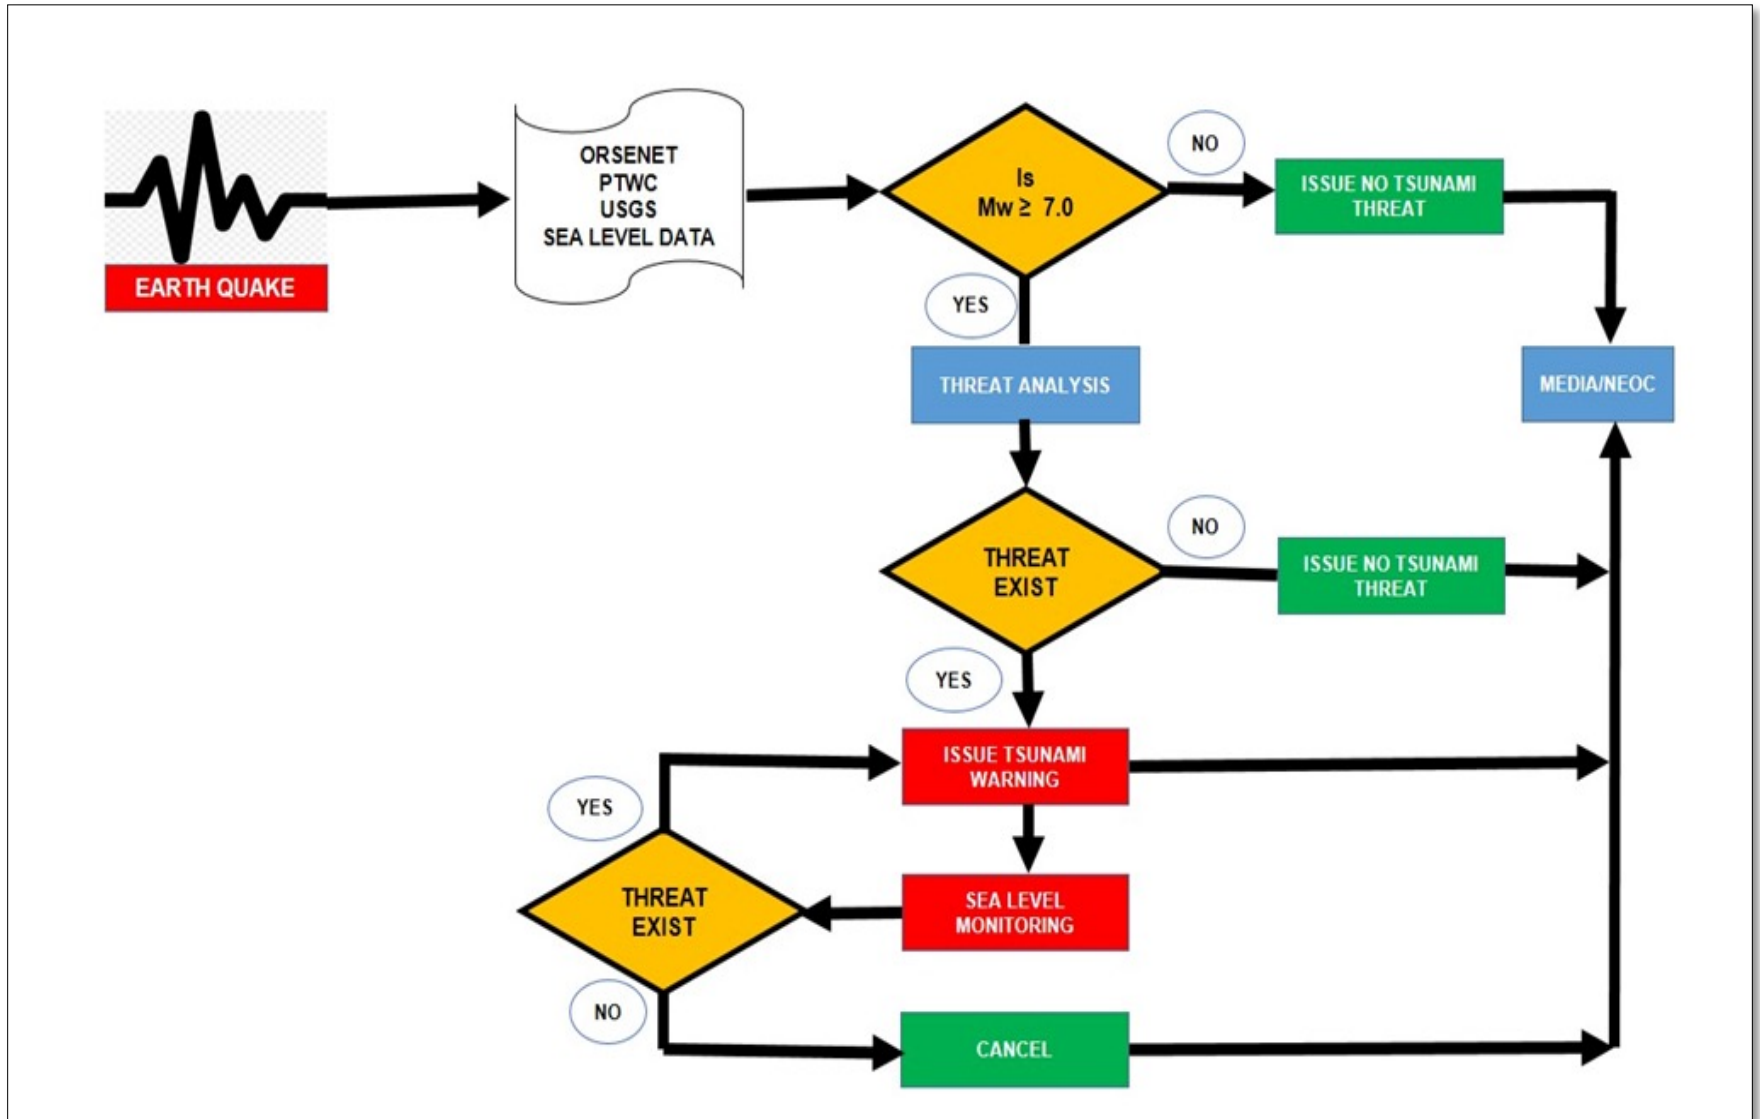 EARTH QUAKE
ORSENET
PTWC
USGS
SEA LEVEL DATA
Is
Mw ≥ 7.0
NO
ISSUE NO TSUNAMI
THREAT
YES
THREAT ANALYSIS
MEDIA/NEOC
THREAT
EXIST
NO
ISSUE NO TSUNAMI
THREAT
YES
ISSUE TSUNAMI
WARNING
YES
THREAT
EXIST
SEA LEVEL
MONITORING
NO
CANCEL